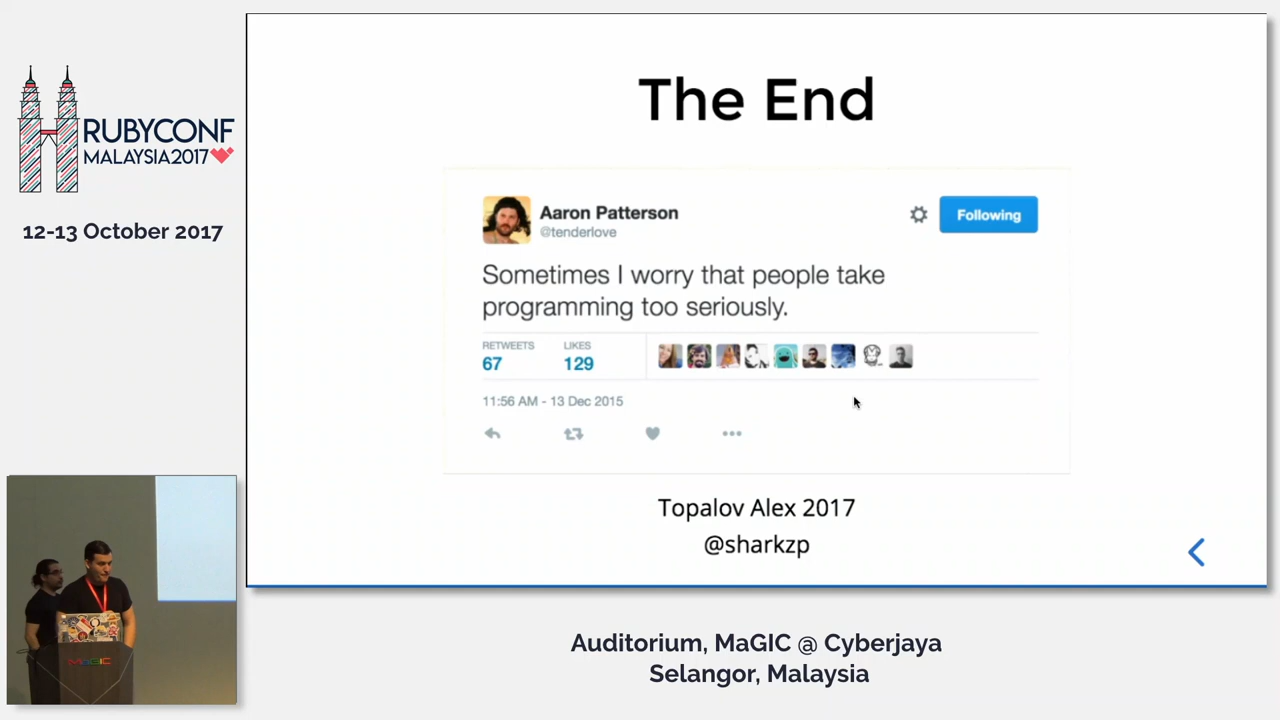 RUBYCONF
MALAYSIA2017
12-13 October 2017
The End
Aaron Patterson
@tenderlove
Following
Sometimes I worry that people take
programming too seriously.
RETWEETS
67
LIKES
129
11:56 AM - 13 Dec 2015
Topalov Alex 2017
@sharkzp
MaGIC
Auditorium, MaGIC @ Cyberjaya
Selangor, Malaysia